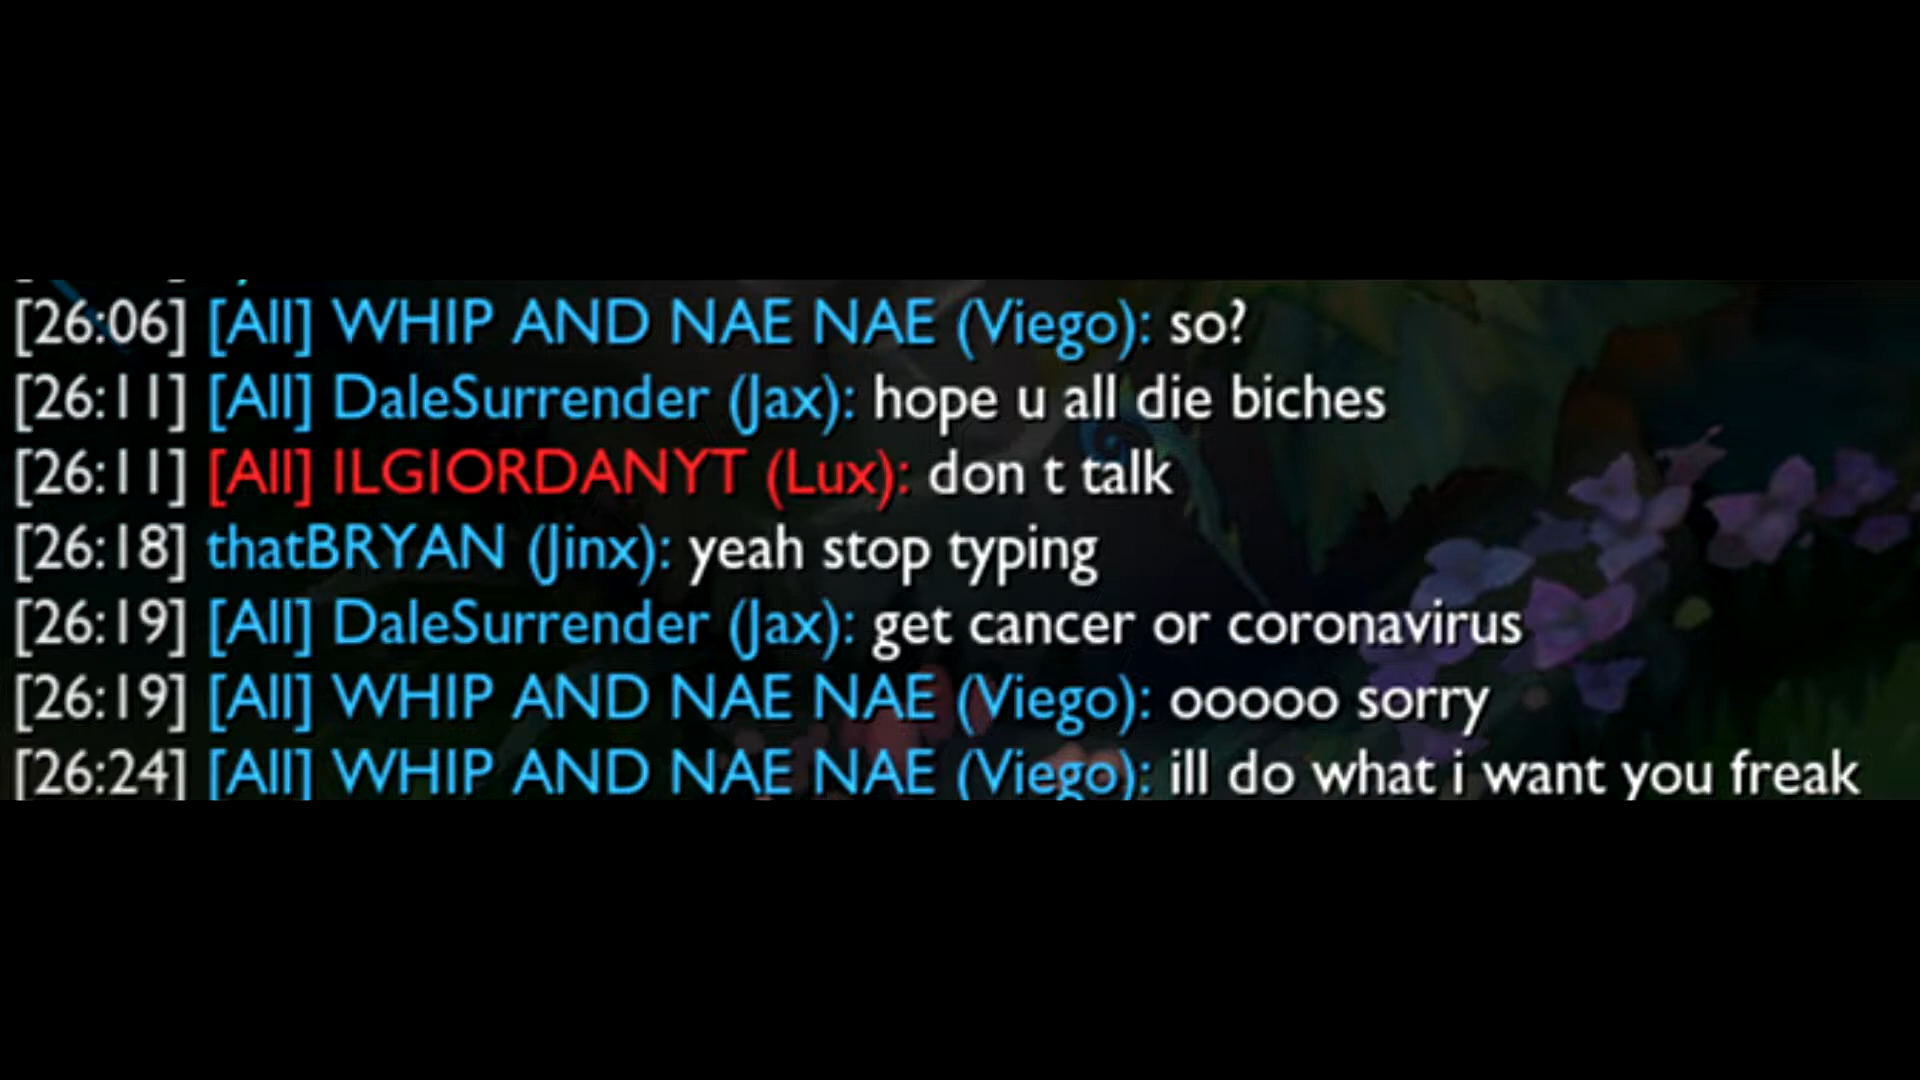 [26:06] [All] WHIP AND NAE NAE (Viego): so?
[26:11] [All] DaleSurrender (Jax): hope u all die biches
[26:11] [All] ILGIORDANYT (Lux): don t talk
[26:18] thatBRYAN (Jinx): yeah stop typing
[26:19] [All] DaleSurrender (Jax): get cancer or coronavirus
[26:19] [All] WHIP AND NAE NAE (Viego): ooooo sorry
[26:24] [All] WHIP AND NAE NAE (Viego): ill do what i want you freak